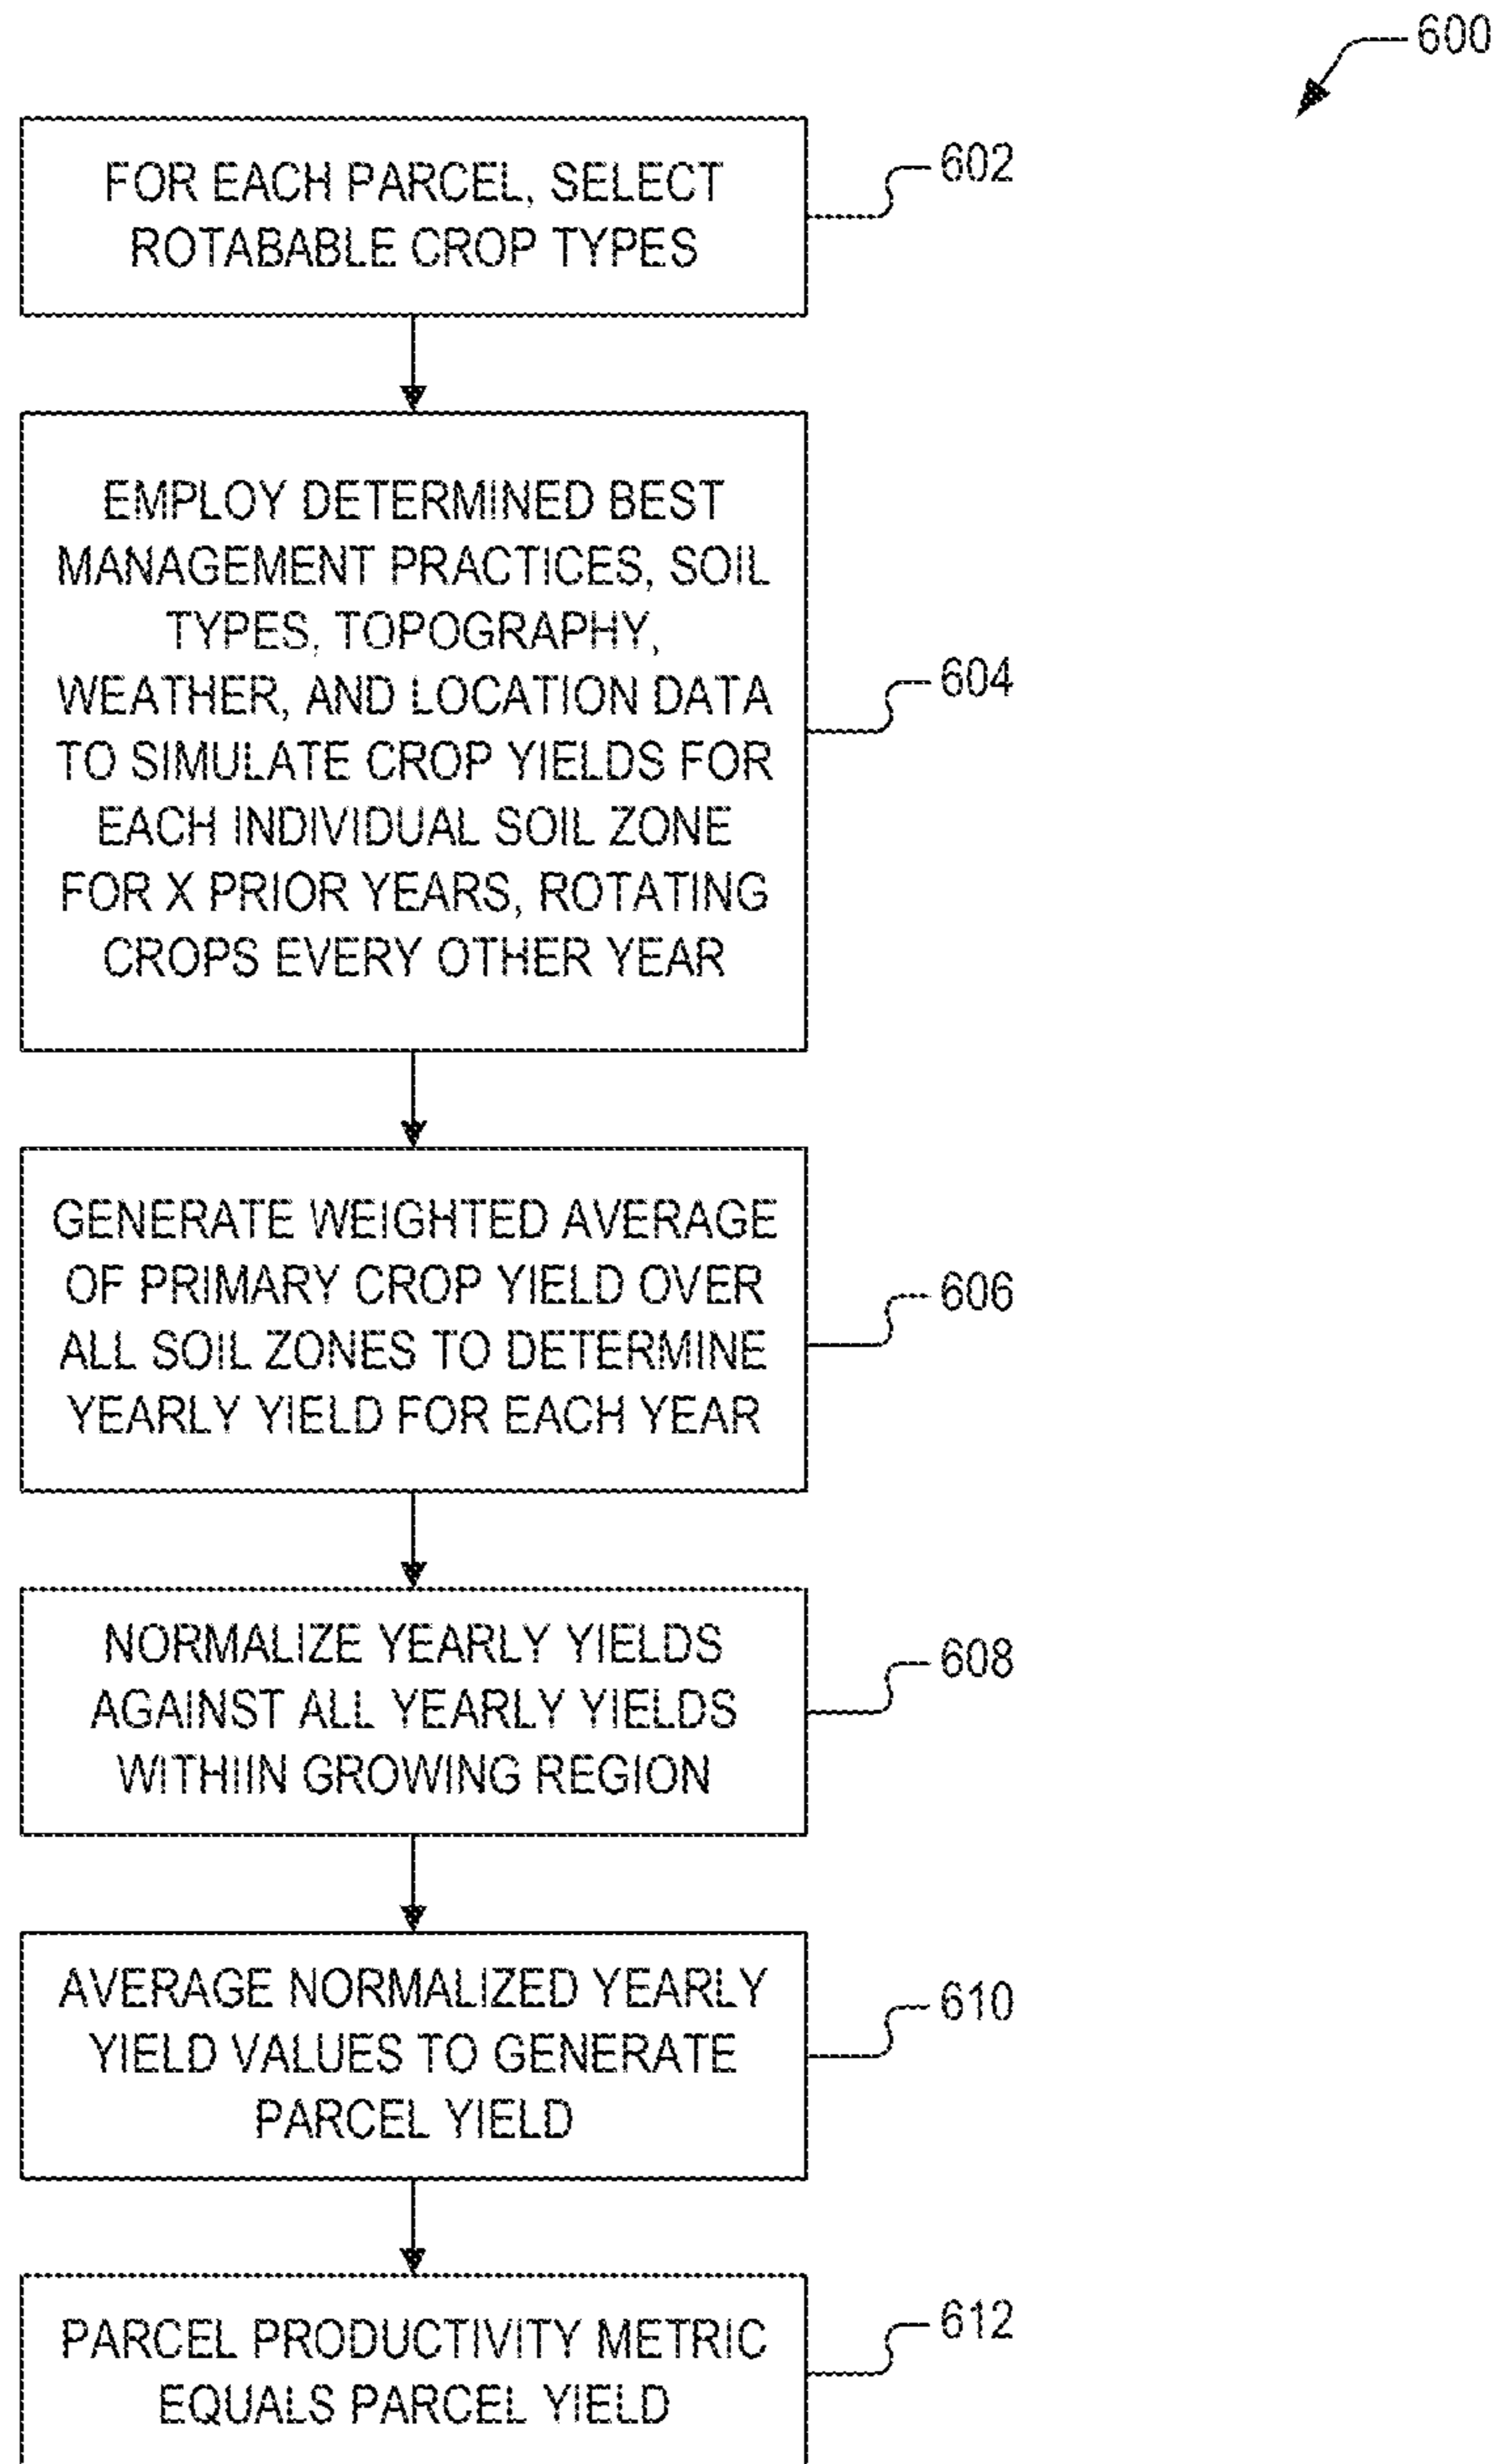 600
FOR EACH PARCEL, SELECT
ROTABABLE CROP TYPES
602
EMPLOY DETERMINED BEST
MANAGEMENT PRACTICES, SOIL
TYPES, TOPOGRAPHY,
WEATHER, AND LOCATION DATA
TO SIMULATE CROP YIELDS FOR
EACH INDIVIDUAL SOIL ZONE
FOR X PRIOR YEARS, ROTATING
CROPS EVERY OTHER YEAR
604
GENERATE WEIGHTED AVERAGE
OF PRIMARY CROP YIELD OVER
ALL SOIL ZONES TO DETERMINE
YEARLY YIELD FOR EACH YEAR
606
NORMALIZE YEARLY YIELDS
AGAINST ALL YEARLY YIELDS
WITHIIN GROWING REGION
608
AVERAGE NORMALIZED YEARLY
YIELD VALUES TO GENERATE
PARCEL YIELD
610
PARCEL PRODUCTIVITY METRIC
EQUALS PARCEL YIELD
612